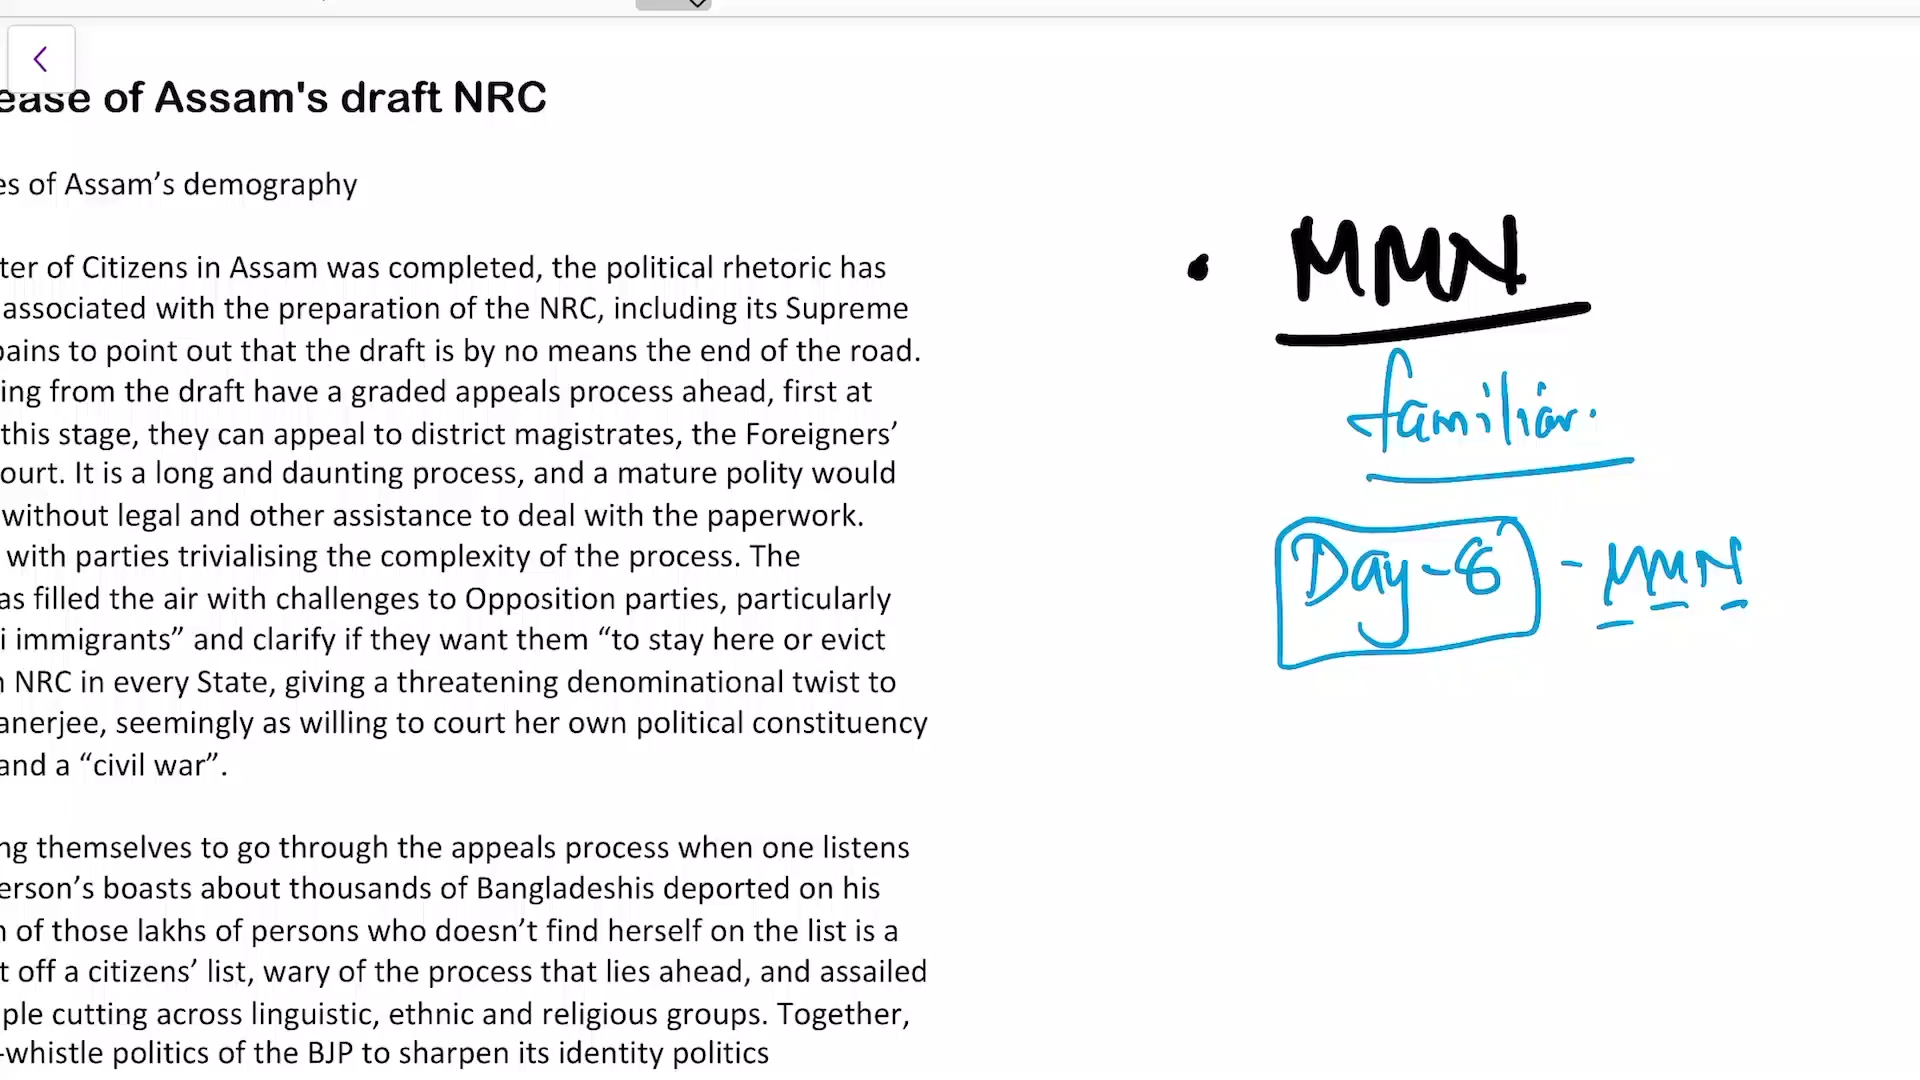 ease of Assam's draft NRC
es of Assam’s demography
ter of Citizens in Assam was completed, the political rhetoric has
associated with the preparation of the NRC, including its Supreme
pains to point out that the draft is by no means the end of the road.
ing from the draft have a graded appeals process ahead, first at
this stage, they can appeal to district magistrates, the Foreigners’
ourt. It is a long and daunting process, and a mature polity would
without legal and other assistance to deal with the paperwork.
with parties trivialising the complexity of the process. The
as filled the air with challenges to Opposition parties, particularly
i immigrants” and clarify if they want them “to stay here or evict
n NRC in every State, giving a threatening denominational twist to
anerjee, seemingly as willing to court her own political constituency
and a “civil war”.
ng themselves to go through the appeals process when one listens
erson’s boasts about thousands of Bangladeshis deported on his
n of those lakhs of persons who doesn’t find herself on the list is a
t off a citizens’ list, wary of the process that lies ahead, and assailed
ple cutting across linguistic, ethnic and religious groups. Together,
-whistle politics of the BJP to sharpen its identity politics
• MMN
familiar.
Day-8 - MMN